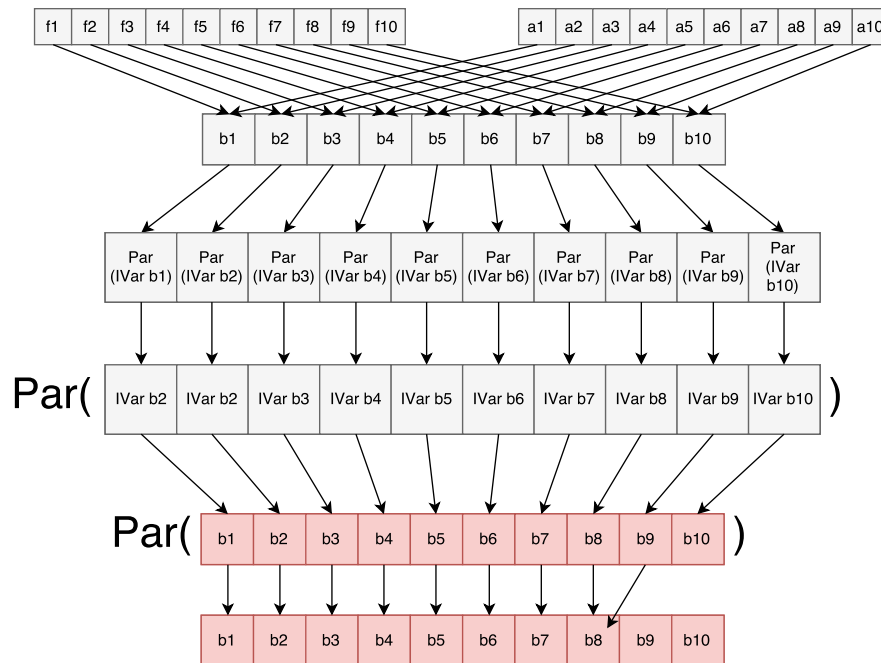 f1 f2 f3 f4 f5 f6 f7 f8 f9 f10 a1 a2 a3 a4 a5 a6 a7 a8 a9 a10
b1 b2 b3 b4 b5 b6 b7 b8 b9 b10
Par (IVar b1) Par (IVar b2) Par (IVar b3) Par (IVar b4) Par (IVar b5) Par (IVar b6) Par (IVar b7) Par (IVar b8) Par (IVar b9) Par (IVar b10)
Par( IVar b2 IVar b2 IVar b3 IVar b4 IVar b5 IVar b6 IVar b7 IVar b8 IVar b9 IVar b10 )
Par( b1 b2 b3 b4 b5 b6 b7 b8 b9 b10 )
b1 b2 b3 b4 b5 b6 b7 b8 b9 b10